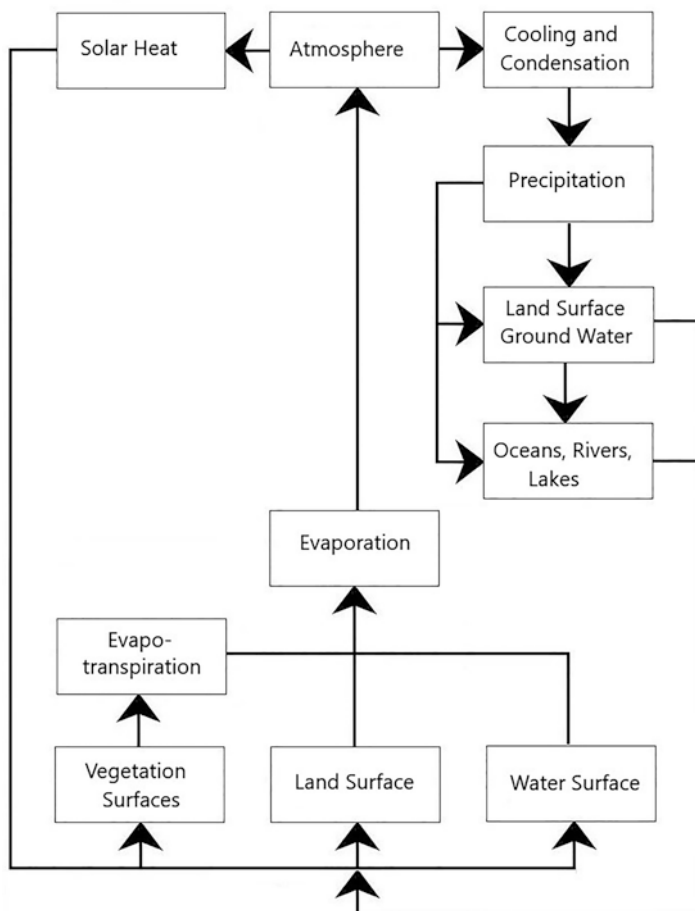 Solar Heat
Atmosphere
Cooling and
Condensation
Precipitation
Land Surface
Ground Water
Oceans, Rivers,
Lakes
Evaporation
Evapo-
transpiration
Vegetation
Surfaces
Land Surface
Water Surface